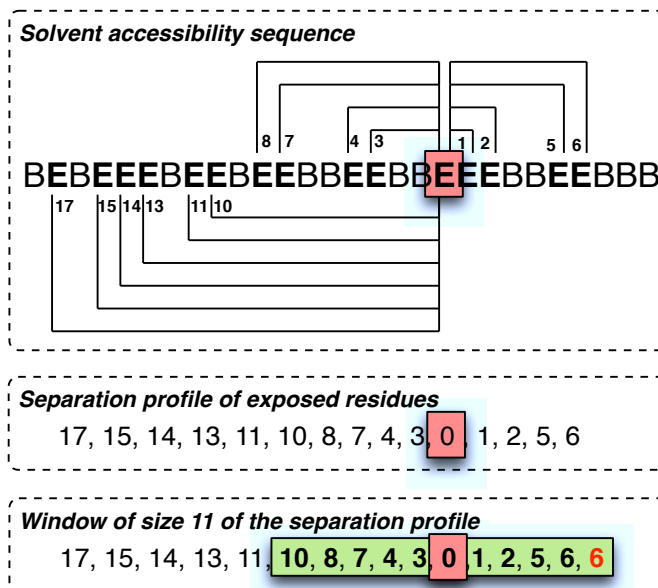 Solvent accessibility sequence
8 7 4 3 1 2 5 6
BEBEEEBEEBEEBBEEBBEEEBBEEBBB
17 15 14 13 11 10
Separation profile of exposed residues
17, 15, 14, 13, 11, 10, 8, 7, 4, 3, 0, 1, 2, 5, 6
Window of size 11 of the separation profile
17, 15, 14, 13, 11, 10, 8, 7, 4, 3, 0, 1, 2, 5, 6, 6